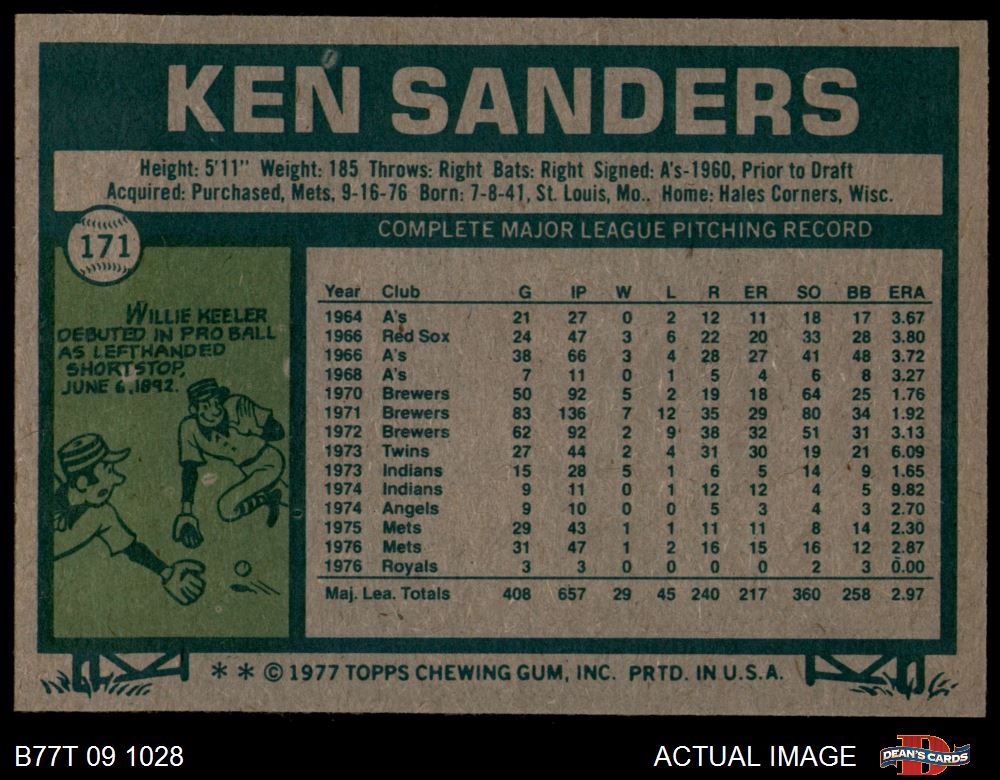 KEN SANDERS
Height: 5'11" Weight: 185 Throws: Right Bats: Right Signed: A's-1960, Prior to Draft
Acquired: Purchased, Mets, 9-16-76 Born: 7-8-41, St. Louis, Mo.. Home: Hales Corners, Wisc.
171
COMPLETE MAJOR LEAGUE PITCHING RECORD
WILLIE KEELER
DEBUTED IN PRO BALL
AS LEFTHANDED
SHORTSTOP,
JUNE 6, 1892.
Year Club G IP W L R ER SO BB ERA
1964 A's 21 27 0 2 12 11 18 17 3.67
1966 Red Sox 24 47 3 6 22 20 33 28 3.80
1966 A's 38 66 3 4 28 27 41 48 3.72
1968 A's 7 11 0 1 5 4 6 8 3.27
1970 Brewers 50 92 5 2 19 18 64 25 1.76
1971 Brewers 83 136 7 12 35 29 80 34 1.92
1972 Brewers 62 92 2 9 38 32 51 31 3.13
1973 Twins 27 44 2 4 31 30 19 21 6.09
1973 Indians 15 28 5 1 6 5 14 9 1.65
1974 Indians 9 11 0 1 12 12 4 5 9.82
1974 Angels 9 10 0 0 5 3 4 3 2.70
1975 Mets 29 43 1 1 11 11 8 14 2.30
1976 Mets 31 47 1 2 16 15 16 12 2.87
1976 Royals 3 3 0 0 0 0 2 3 0.00
Maj. Lea. Totals 408 657 29 45 240 217 360 258 2.97
* * © 1977 TOPPS CHEWING GUM, INC. PRTD. IN U.S.A.
B77T 09 1028
ACTUAL IMAGE
D
DEAN'S CARDS